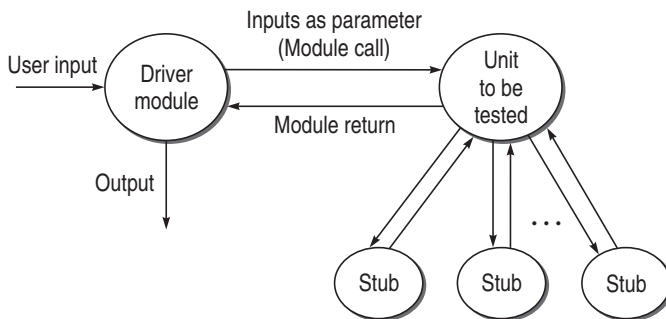 Inputs as parameter
(Module call)
User input
Driver
module
Unit
to be
tested
Module return
Output
...
Stub
Stub
Stub